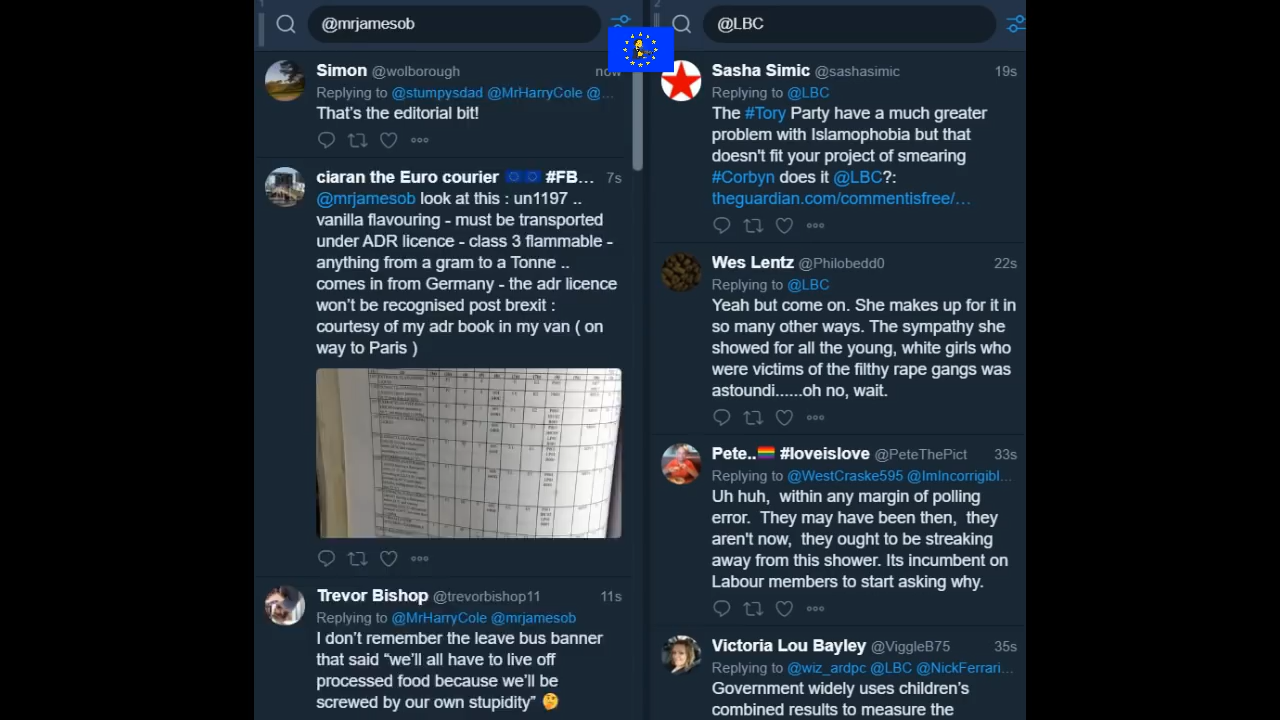 1
@mrjamesob
Simon @wolborough now
Replying to @stumpysdad @MrHarryCole @...
That's the editorial bit!
ciaran the Euro courier 🇪🇺🇪🇺 #FB... 7s
@mrjamesob look at this : un1197 ..
vanilla flavouring - must be transported
under ADR licence - class 3 flammable -
anything from a gram to a Tonne ..
comes in from Germany - the adr licence
won't be recognised post brexit :
courtesy of my adr book in my van ( on
way to Paris )
Trevor Bishop @trevorbishop11 11s
Replying to @MrHarryCole @mrjamesob
I don't remember the leave bus banner
that said “we'll all have to live off
processed food because we'll be
screwed by our own stupidity” 🤔
2
@LBC
Sasha Simic @sashasimic 19s
Replying to @LBC
The #Tory Party have a much greater
problem with Islamophobia but that
doesn't fit your project of smearing
#Corbyn does it @LBC?:
theguardian.com/commentisfree/...
Wes Lentz @Philobedd0 22s
Replying to @LBC
Yeah but come on. She makes up for it in
so many other ways. The sympathy she
showed for all the young, white girls who
were victims of the filthy rape gangs was
astoundi......oh no, wait.
Pete..🏳️‍🌈 #loveislove @PeteThePict 33s
Replying to @WestCraske595 @ImIncorrigibl...
Uh huh, within any margin of polling
error. They may have been then, they
aren't now, they ought to be streaking
away from this shower. Its incumbent on
Labour members to start asking why.
Victoria Lou Bayley @ViggleB75 35s
Replying to @wiz_ardpc @LBC @NickFerrari...
Government widely uses children's
combined results to measure the